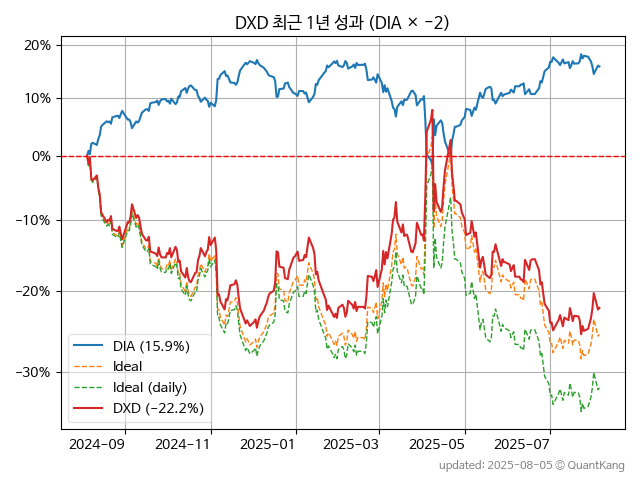 DXD 최근 1년 성과 (DIA × −2)
20%
10%
0%
−10%
−20%
−30%
DIA (15.9%)
Ideal
Ideal (daily)
DXD (−22.2%)
2024−09
2024−11
2025−01
2025−03
2025−05
2025−07
updated: 2025-08-05 © QuantKang